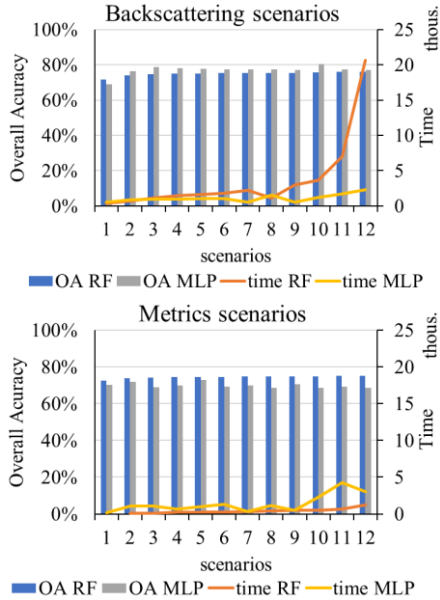 Backscattering scenarios
thous.
100% 25
80% 20
60% 15
40% 10
20% 5
0% 0
Overall Acuracy
Time
1 2 3 4 5 6 7 8 9 10 11 12
scenarios
OA RF OA MLP time RF time MLP
Metrics scenarios
thous.
100% 25
80% 20
60% 15
40% 10
20% 5
0% 0
Overall Acuracy
Time
1 2 3 4 5 6 7 8 9 10 11 12
scenarios
OA RF OA MLP time RF time MLP